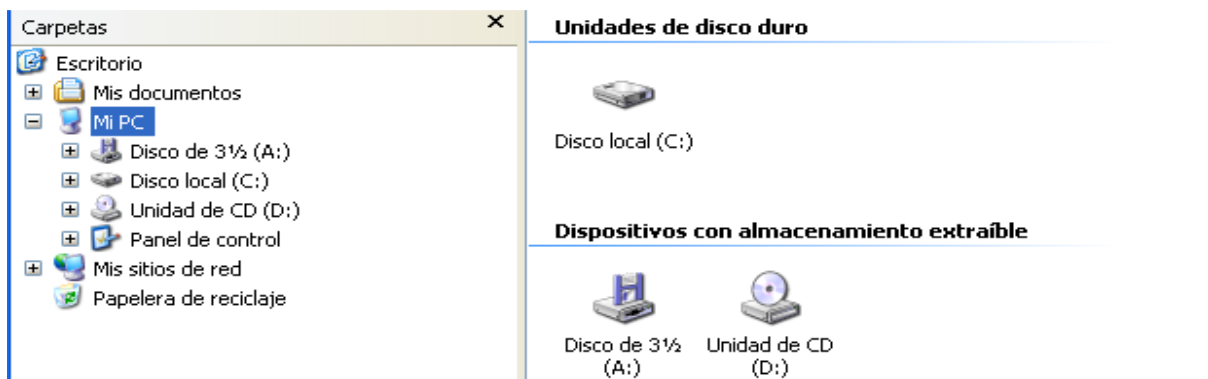 Carpetas
Escritorio
Mis documentos
Mi PC
Disco de 3½ (A:)
Disco local (C:)
Unidad de CD (D:)
Panel de control
Mis sitios de red
Papelera de reciclaje
Unidades de disco duro
Disco local (C:)
Dispositivos con almacenamiento extraíble
Disco de 3½
(A:)
Unidad de CD
(D:)